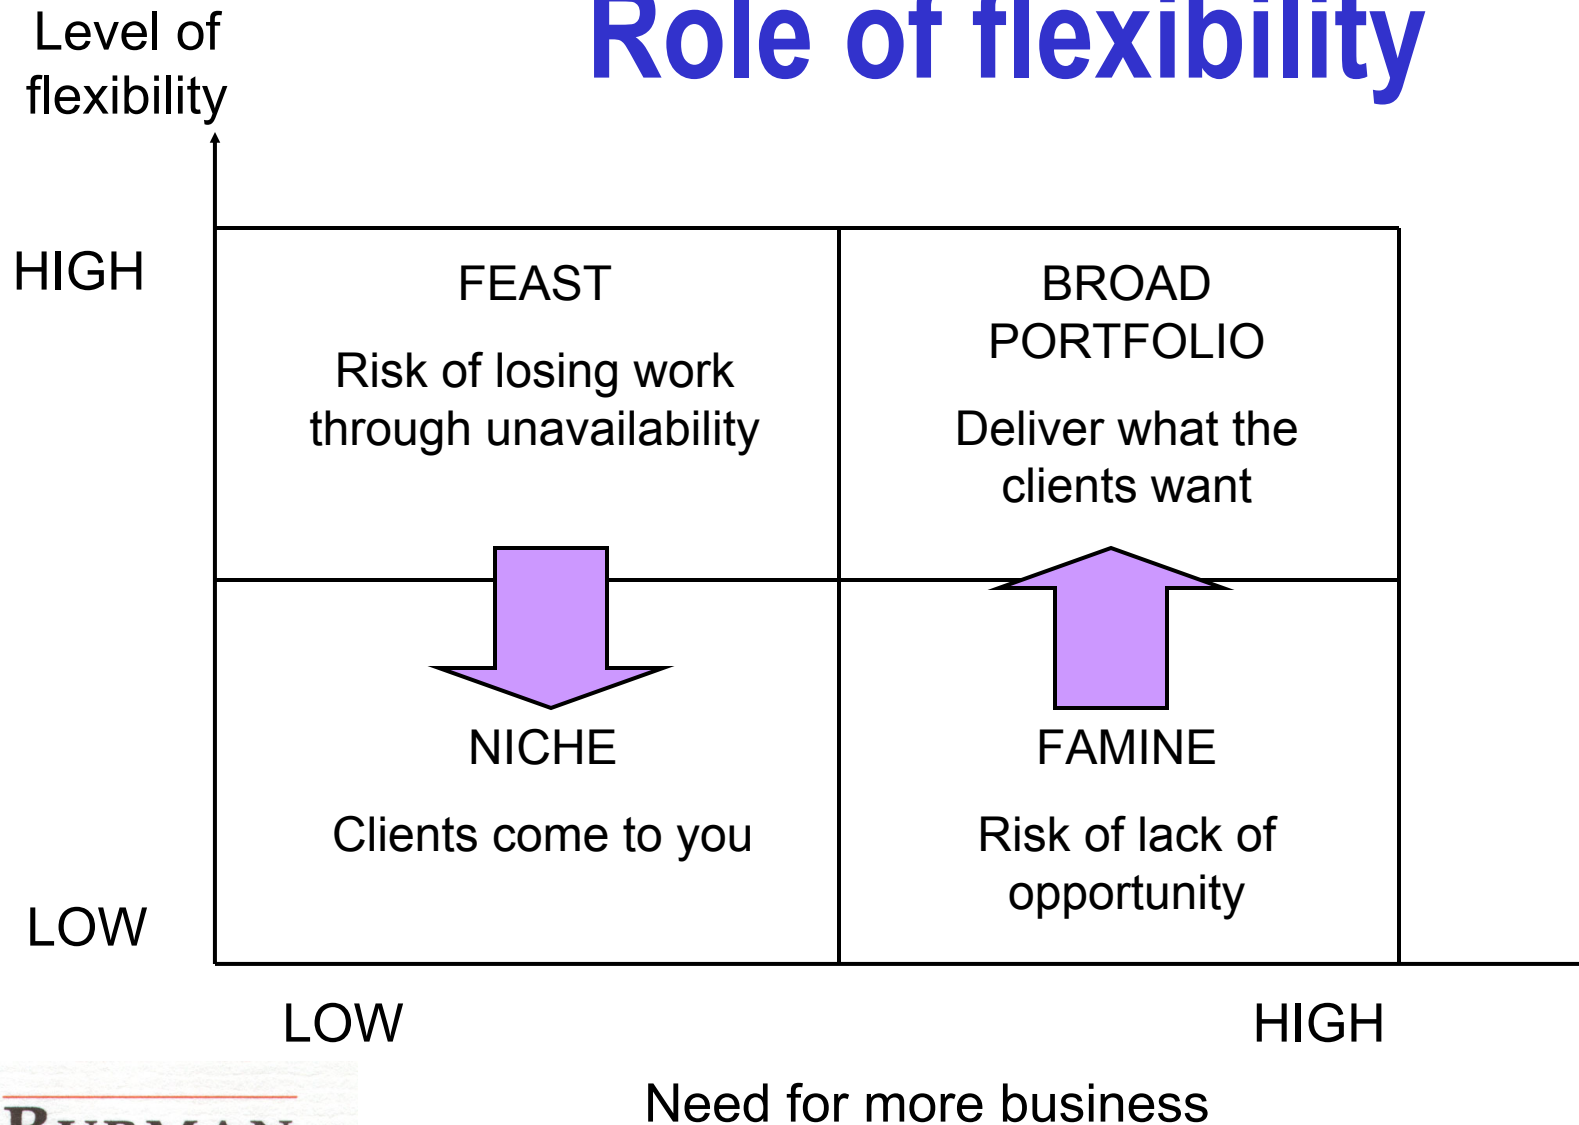 Role of flexibility
Level of
flexibility
HIGH
FEAST
Risk of losing work
through unavailability
BROAD
PORTFOLIO
Deliver what the
clients want
NICHE
Clients come to you
FAMINE
Risk of lack of
opportunity
LOW
LOW
HIGH
Need for more business